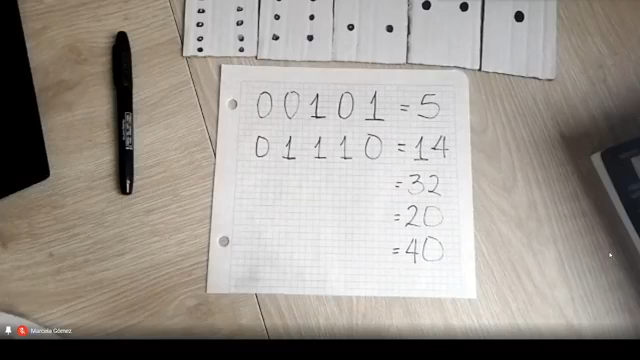 00101 = 5
01110 = 14
= 32
= 20
= 40
Marcela Gómez